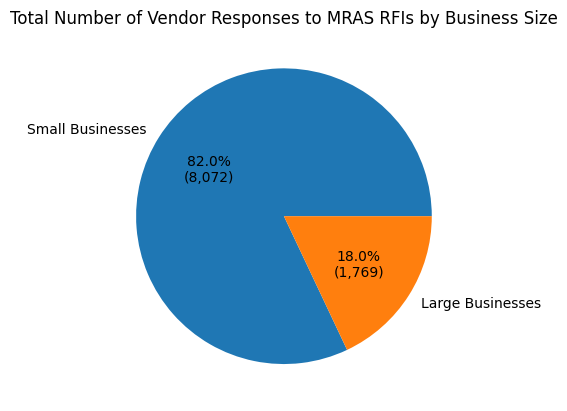 Total Number of Vendor Responses to MRAS RFIs by Business Size
Small Businesses
82.0%
(8,072)
18.0%
(1,769)
Large Businesses